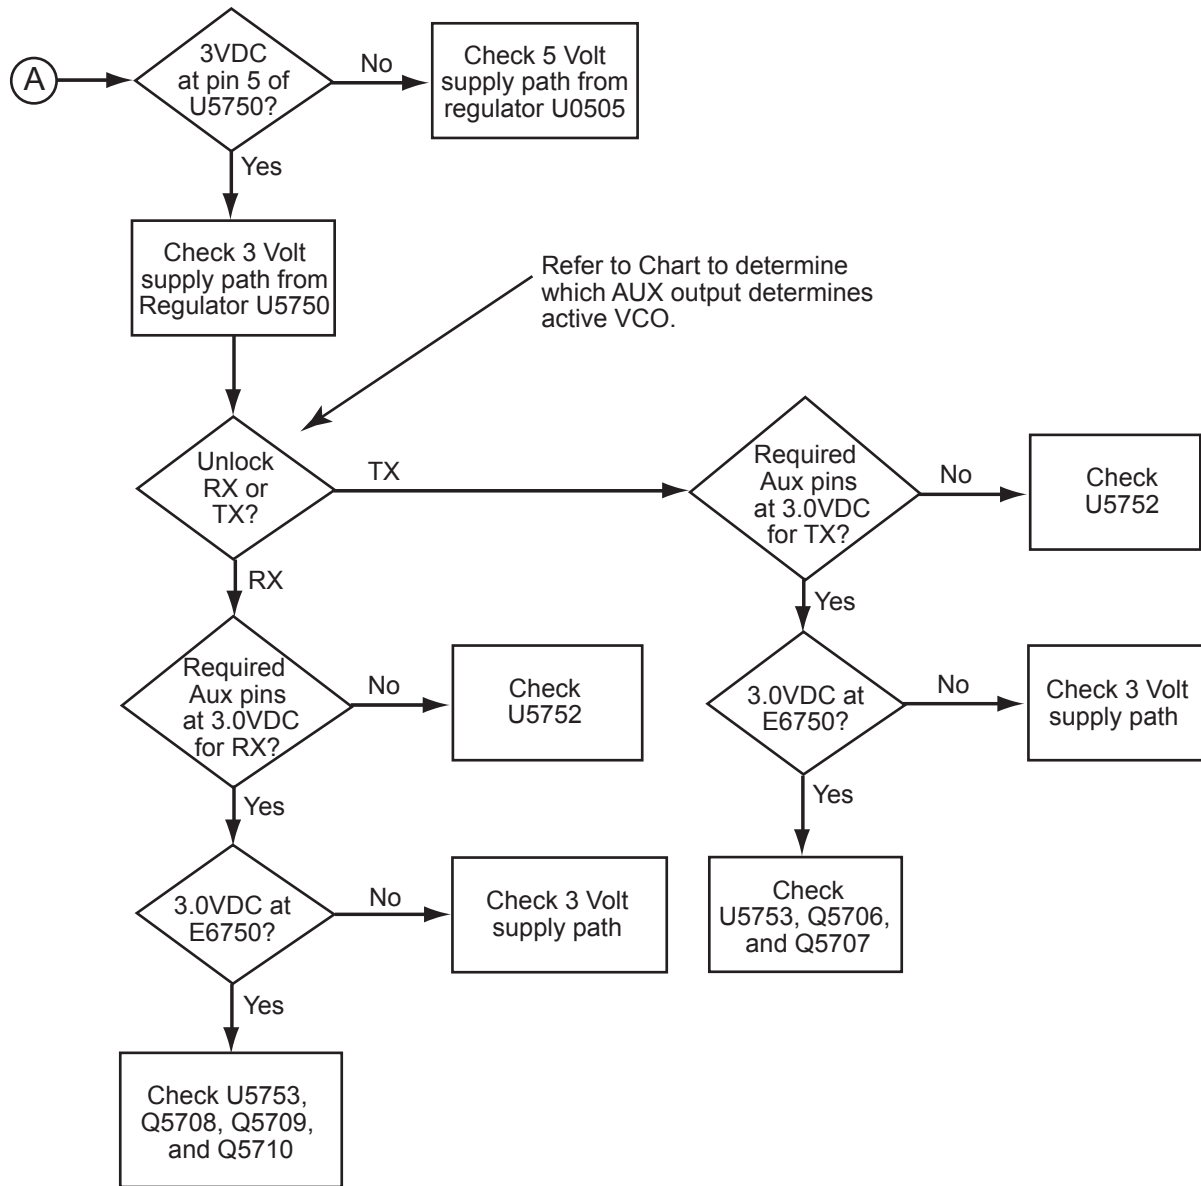 A
3VDC
at pin 5 of
U5750?
No
Check 5 Volt
supply path from
regulator U0505
Yes
Check 3 Volt
supply path from
Regulator U5750
Refer to Chart to determine
which AUX output determines
active VCO.
Unlock
RX or
TX?
TX
Required
Aux pins
at 3.0VDC
for TX?
No
Check
U5752
RX
Yes
Required
Aux pins
at 3.0VDC
for RX?
No
Check
U5752
3.0VDC at
E6750?
No
Check 3 Volt
supply path
Yes
Yes
3.0VDC at
E6750?
No
Check 3 Volt
supply path
Check
U5753, Q5706,
and Q5707
Yes
Check U5753,
Q5708, Q5709,
and Q5710